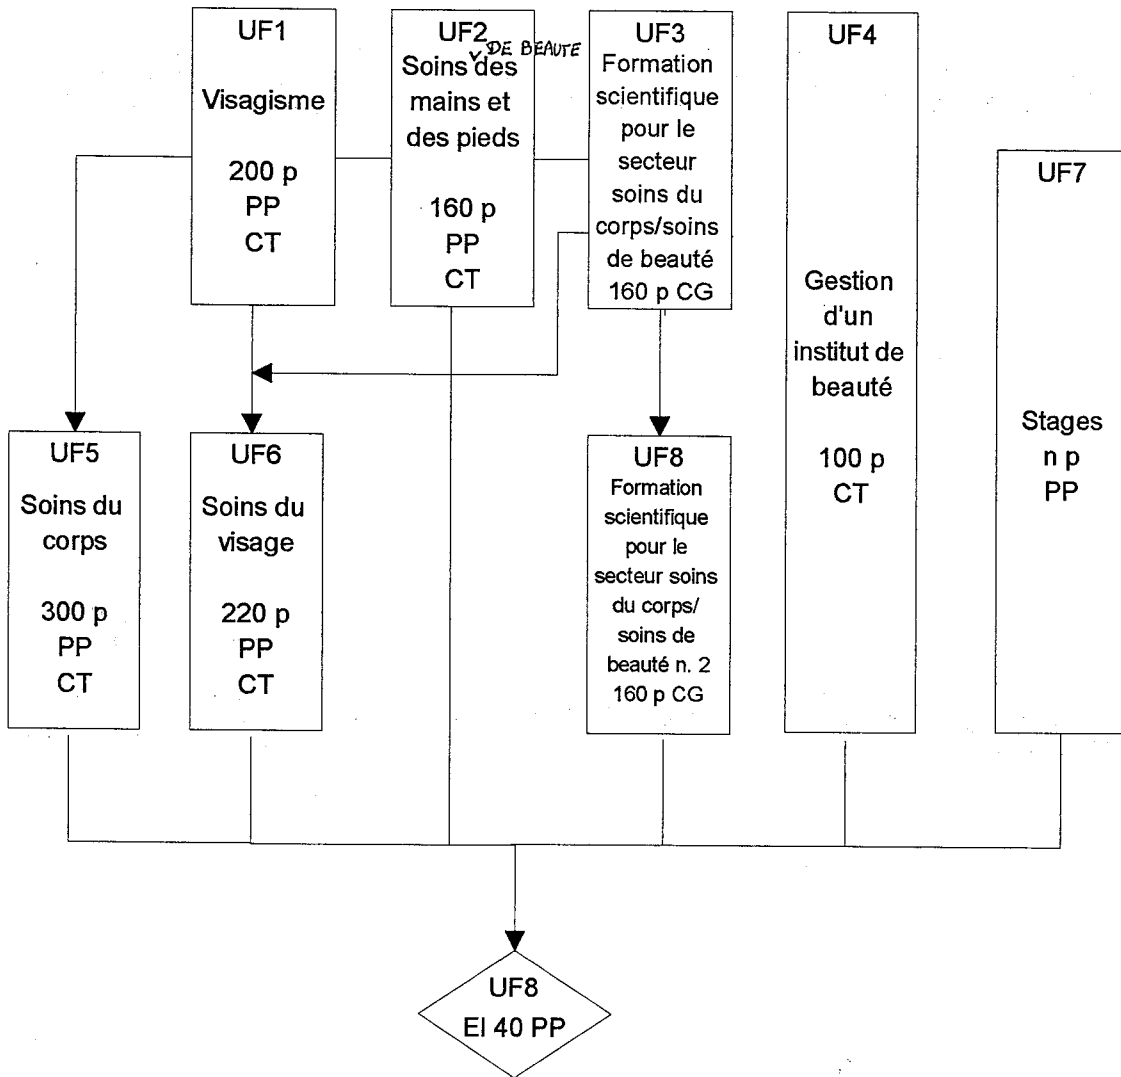 UF1
Visagisme
200 p
PP
CT
UF2
DE BEAUTE
Soins des
mains et
des pieds
160 p
PP
CT
UF3
Formation
scientifique
pour le
secteur
soins du
corps/soins
de beauté
160 p CG
UF4
Gestion
d'un
institut de
beauté
100 p
CT
UF7
Stages
n p
PP
UF5
Soins du
corps
300 p
PP
CT
UF6
Soins du
visage
220 p
PP
CT
UF8
Formation
scientifique
pour le
secteur soins
du corps/
soins de
beauté n. 2
160 p CG
UF8
EI 40 PP